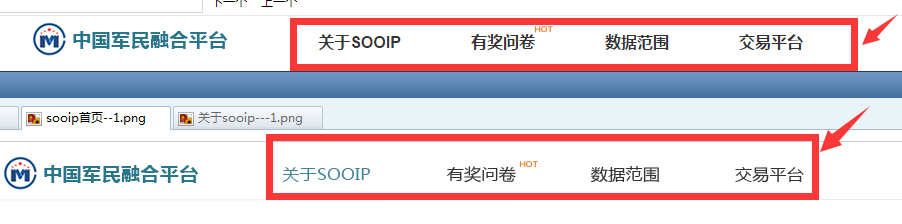 下一个 上一个
中国军民融合平台 关于SOOIP 有奖问卷 HOT 数据范围 交易平台
sooip首页--1.png 关于sooip---1.png
中国军民融合平台 关于SOOIP 有奖问卷 HOT 数据范围 交易平台